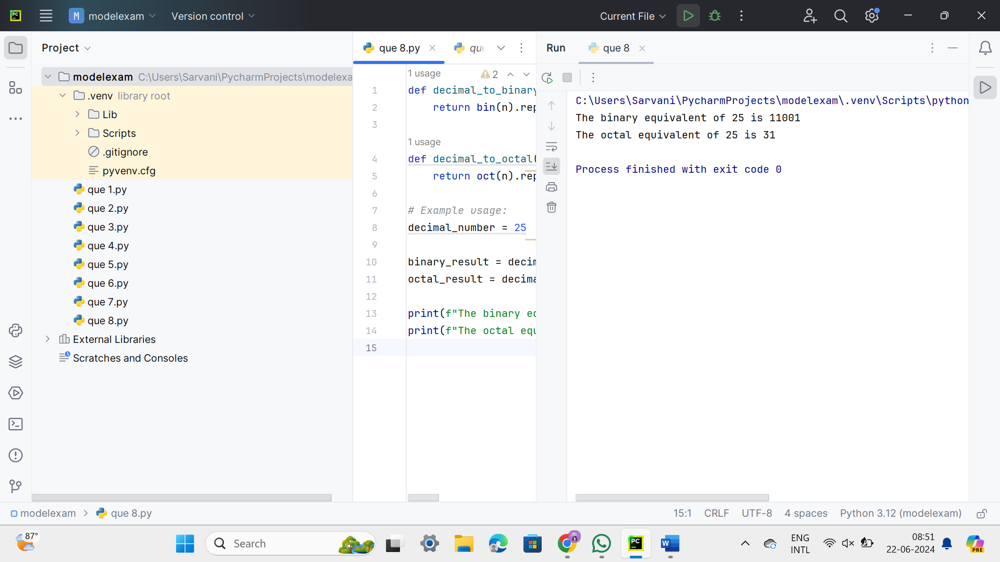 PC
M modelexam
Version control
Current File
Project
que 8.py
Run
que 8
modelexam C:\Users\Sarvani\PycharmProjects\modelexa
.venv library root
Lib
Scripts
.gitignore
pyvenv.cfg
que 1.py
que 2.py
que 3.py
que 4.py
que 5.py
que 6.py
que 7.py
que 8.py
External Libraries
Scratches and Consoles
1 usage
2
1 def decimal_to_binary
2 return bin(n).rep
3
1 usage
4 def decimal_to_octal(
5 return oct(n).rep
6
7 # Example usage:
8 decimal_number = 25
9
10 binary_result = decim
11 octal_result = decima
12
13 print(f"The binary eq
14 print(f"The octal equ
15
C:\Users\Sarvani\PycharmProjects\modelexam\.venv\Scripts\python
The binary equivalent of 25 is 11001
The octal equivalent of 25 is 31
Process finished with exit code 0
modelexam > que 8.py
15:1 CRLF UTF-8 4 spaces Python 3.12 (modelexam)
87°
Search
PC
W
ENG
INTL
08:51
22-06-2024
PRE